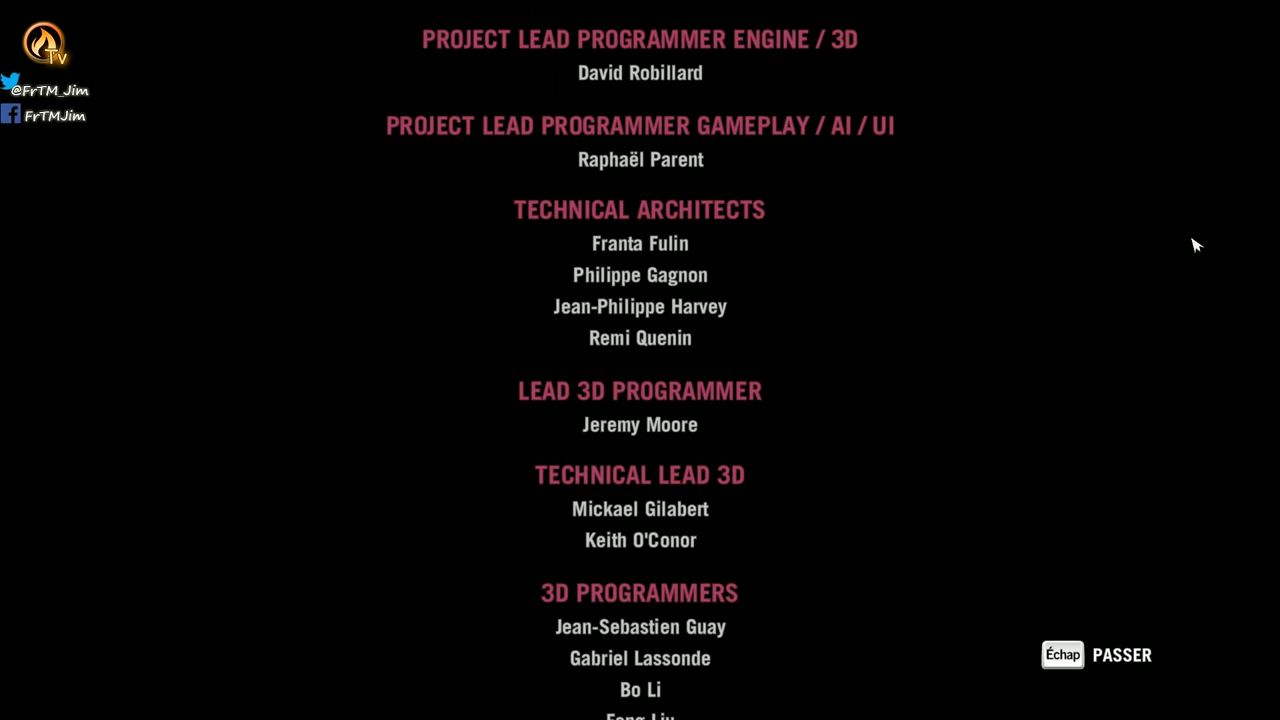 Tv
@FrTM_Jim
FrTMJim
PROJECT LEAD PROGRAMMER ENGINE / 3D
David Robillard
PROJECT LEAD PROGRAMMER GAMEPLAY / AI / UI
Raphaël Parent
TECHNICAL ARCHITECTS
Franta Fulin
Philippe Gagnon
Jean-Philippe Harvey
Remi Quenin
LEAD 3D PROGRAMMER
Jeremy Moore
TECHNICAL LEAD 3D
Mickael Gilabert
Keith O'Conor
3D PROGRAMMERS
Jean-Sebastien Guay
Gabriel Lassonde
Bo Li
Échap PASSER